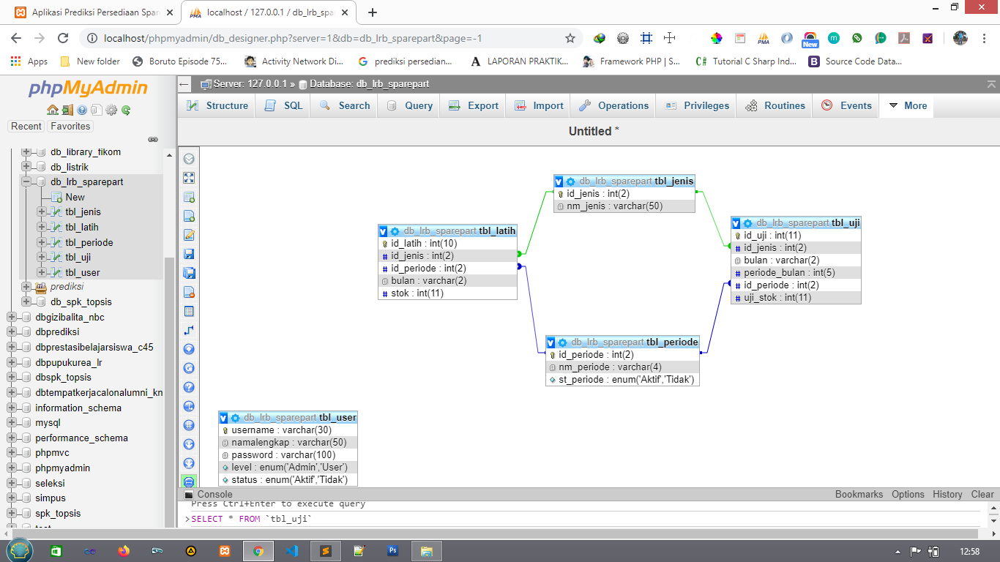 Aplikasi Prediksi Persediaan Spar
localhost / 127.0.0.1 / db_lrb_spa
localhost/phpmyadmin/db_designer.php?server=1&db=db_lrb_sparepart&page=-1
New
Apps
New folder
Boruto Episode 75...
Activity Network Di...
prediksi persedian...
LAPORAN PRAKTIK...
Framework PHP | S...
Tutorial C Sharp Ind...
Source Code Data...
phpMyAdmin
Recent
Favorites
db_library_fikom
db_listrik
db_lrb_sparepart
New
tbl_jenis
tbl_latih
tbl_periode
tbl_uji
tbl_user
prediksi
db_spk_topsis
dbgizibalita_nbc
dbprediksi
dbprestasibelajarsiswa_c45
dbpupukurea_lr
dbspk_topsis
dbtempatkerjacalonalumni_kn
information_schema
mysql
performance_schema
phpmvc
phpmyadmin
seleksi
simpus
spk_topsis
Server: 127.0.0.1 » Database: db_lrb_sparepart
Structure
SQL
Search
Query
Export
Import
Operations
Privileges
Routines
Events
More
Untitled *
db_lrb_sparepart tbl_jenis
id_jenis : int(2)
nm_jenis : varchar(50)
db_lrb_sparepart tbl_latih
id_latih : int(10)
id_jenis : int(2)
id_periode : int(2)
bulan : varchar(2)
stok : int(11)
db_lrb_sparepart tbl_uji
id_uji : int(11)
id_jenis : int(2)
bulan : varchar(2)
periode_bulan : int(5)
id_periode : int(2)
uji_stok : int(11)
db_lrb_sparepart tbl_periode
id_periode : int(2)
nm_periode : varchar(4)
st_periode : enum('Aktif','Tidak')
db_lrb_sparepart tbl_user
username : varchar(30)
namalengkap : varchar(50)
password : varchar(100)
level : enum('Admin','User')
status : enum('Aktif','Tidak')
Console
Bookmarks
Options
History
Clear
Press Ctrl+Enter to execute query
>SELECT * FROM `tbl_uji`
12:58